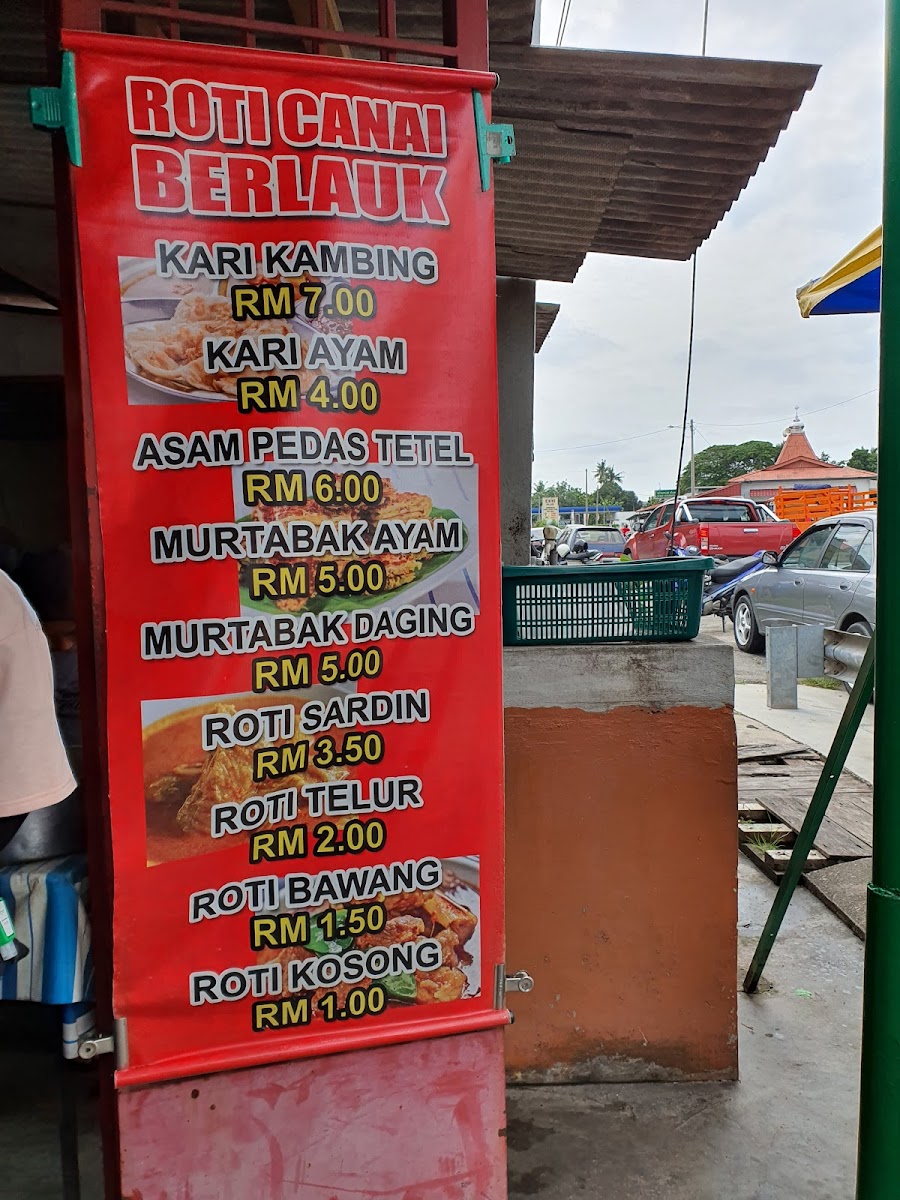 ROTI CANAI
BERLAUK
KARI KAMBING
RM 7.00
KARI AYAM
RM 4.00
ASAM PEDAS TETEL
RM 6.00
MURTABAK AYAM
RM 5.00
MURTABAK DAGING
RM 5.00
ROTI SARDIN
RM 3.50
ROTI TELUR
RM 2.00
ROTI BAWANG
RM 1.50
ROTI KOSONG
RM 1.00